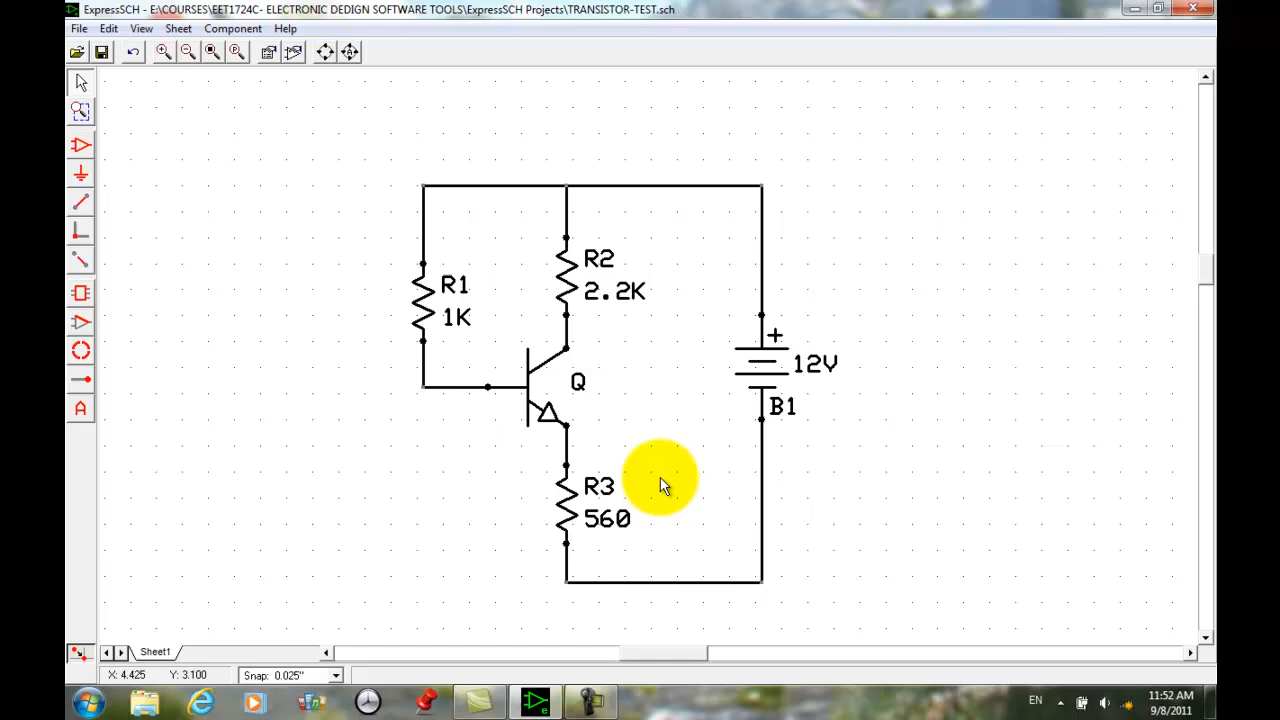 ExpressSCH - E:\COURSES\EET1724C- ELECTRONIC DEDIGN SOFTWARE TOOLS\ExpressSCH Projects\TRANSISTOR-TEST.sch
File Edit View Sheet Component Help
A
R2
2.2K
R1
1K
+
12V
B1
Q
R3
560
Sheet1
X: 4.425 Y: 3.100 Snap: 0.025"
EN
11:52 AM
9/8/2011